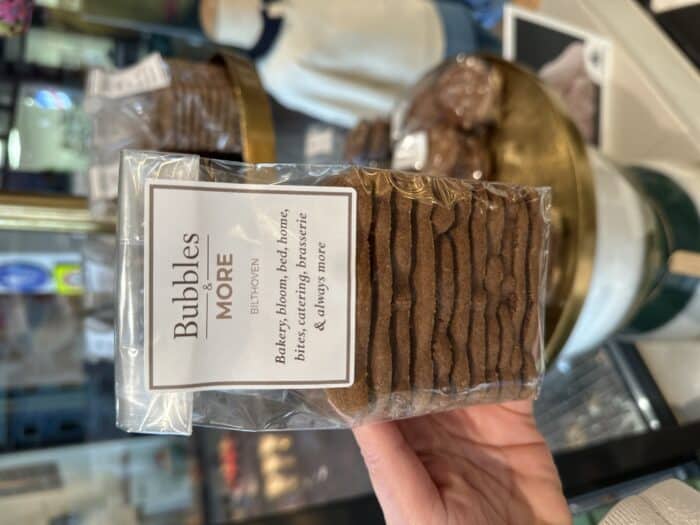 Bubbles
&
MORE
BILTHOVEN
Bakery, bloom, bed, home,
bites, catering, brasserie
& always more